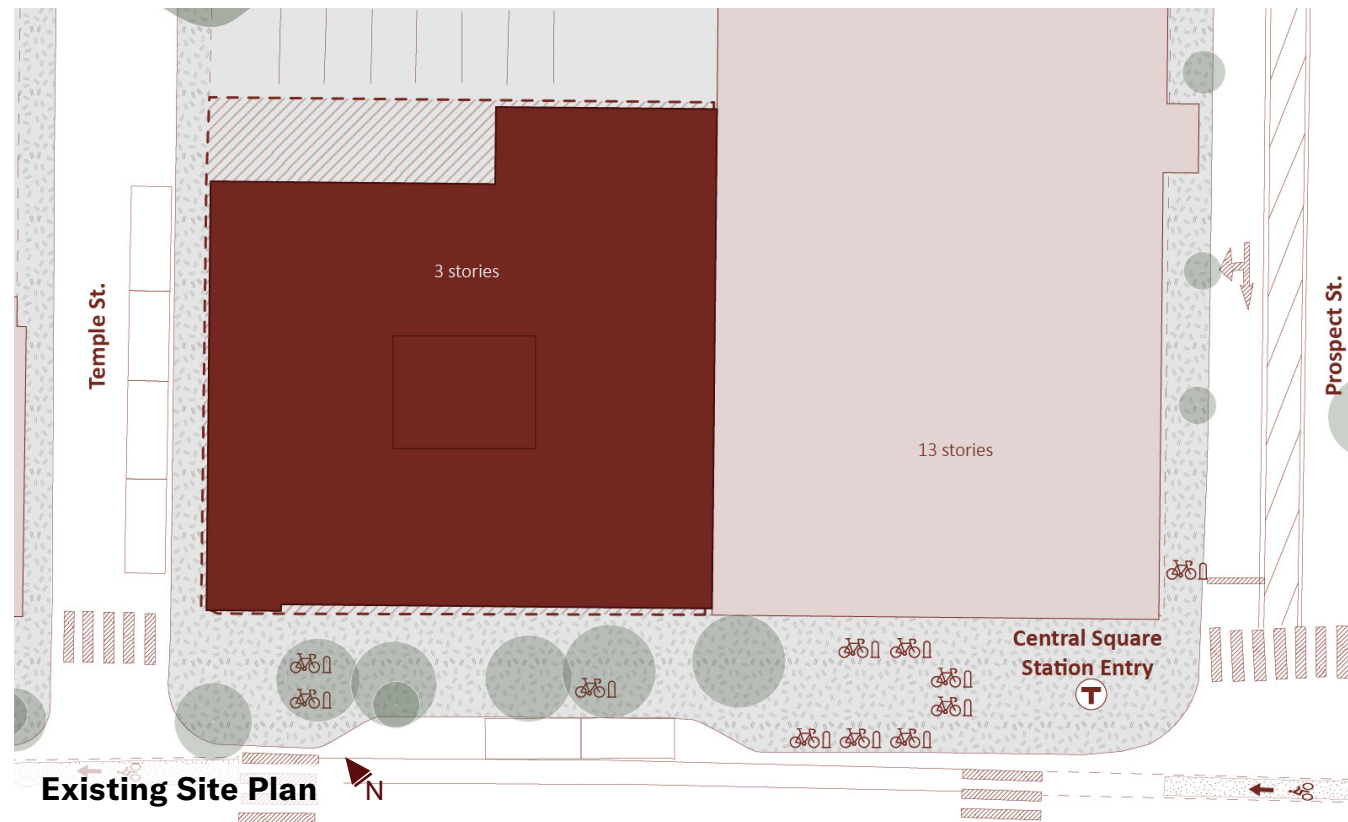 3 stories
Temple St.
Prospect St.
13 stories
Central Square
Station Entry
T
Existing Site Plan
N